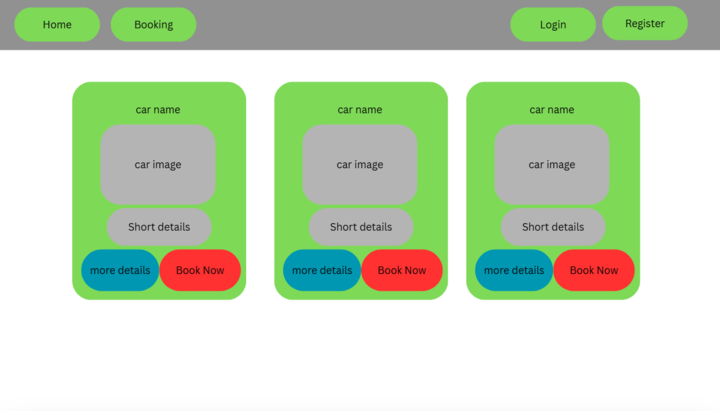 Home
Booking
Login
Register
car name
car image
Short details
more details
Book Now
car name
car image
Short details
more details
Book Now
car name
car image
Short details
more details
Book Now